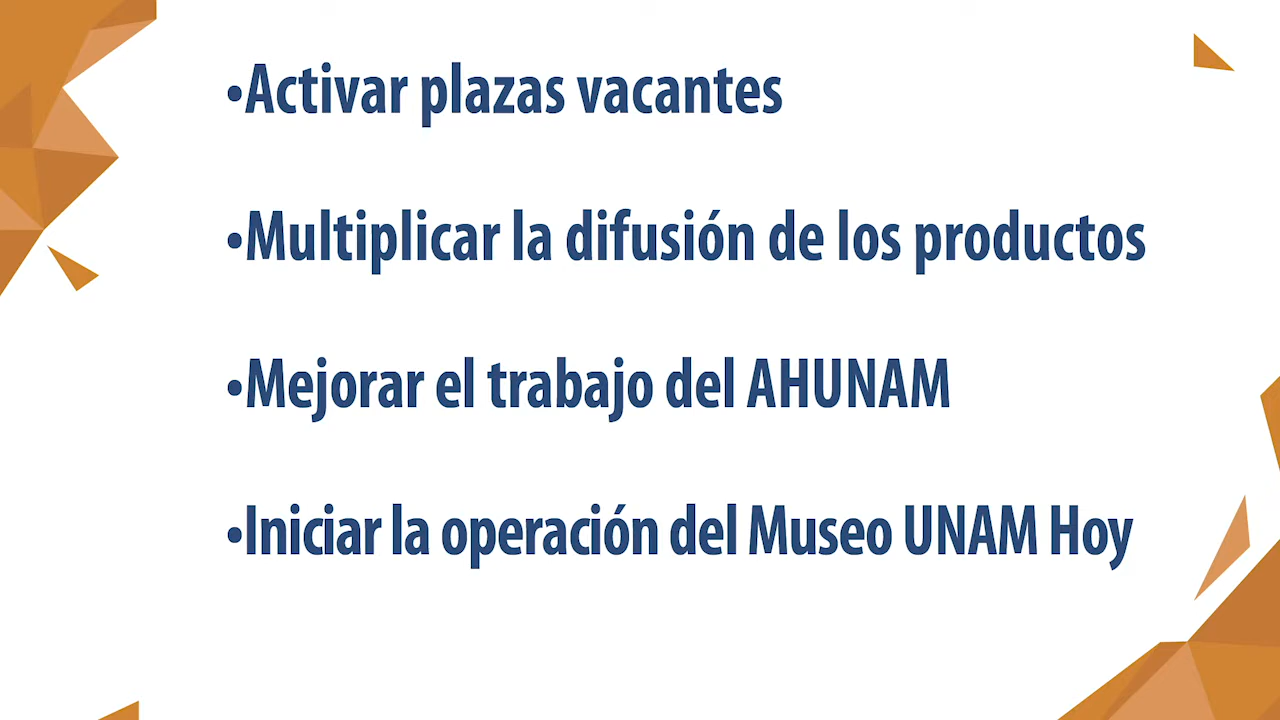 •Activar plazas vacantes
•Multiplicar la difusión de los productos
•Mejorar el trabajo del AHUNAM
•Iniciar la operación del Museo UNAM Hoy